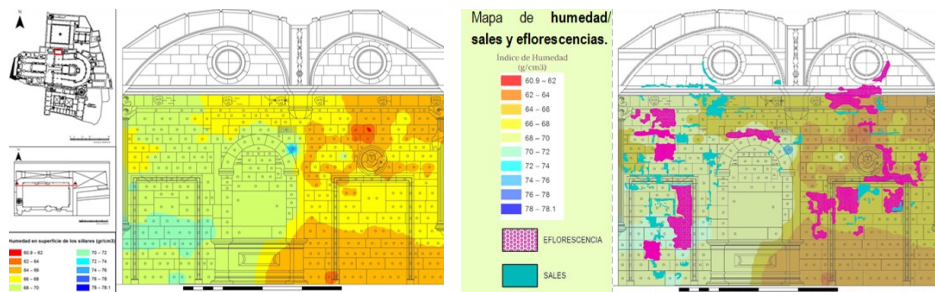 N
N
Humedad en superficie de los sillares (gr/cm3)
60.9 – 62
62 – 64
64 – 66
66 – 68
68 – 70
70 – 72
72 – 74
74 – 76
76 – 78
78 – 78.1
Mapa de humedad/
sales y eflorescencias.
Índice de Humedad
(g/cm3)
60.9 – 62
62 – 64
64 – 68
66 – 68
68 – 70
70 – 72
72 – 74
74 – 76
76 – 78
78 – 78.1
EFLORESCENCIA
SALES